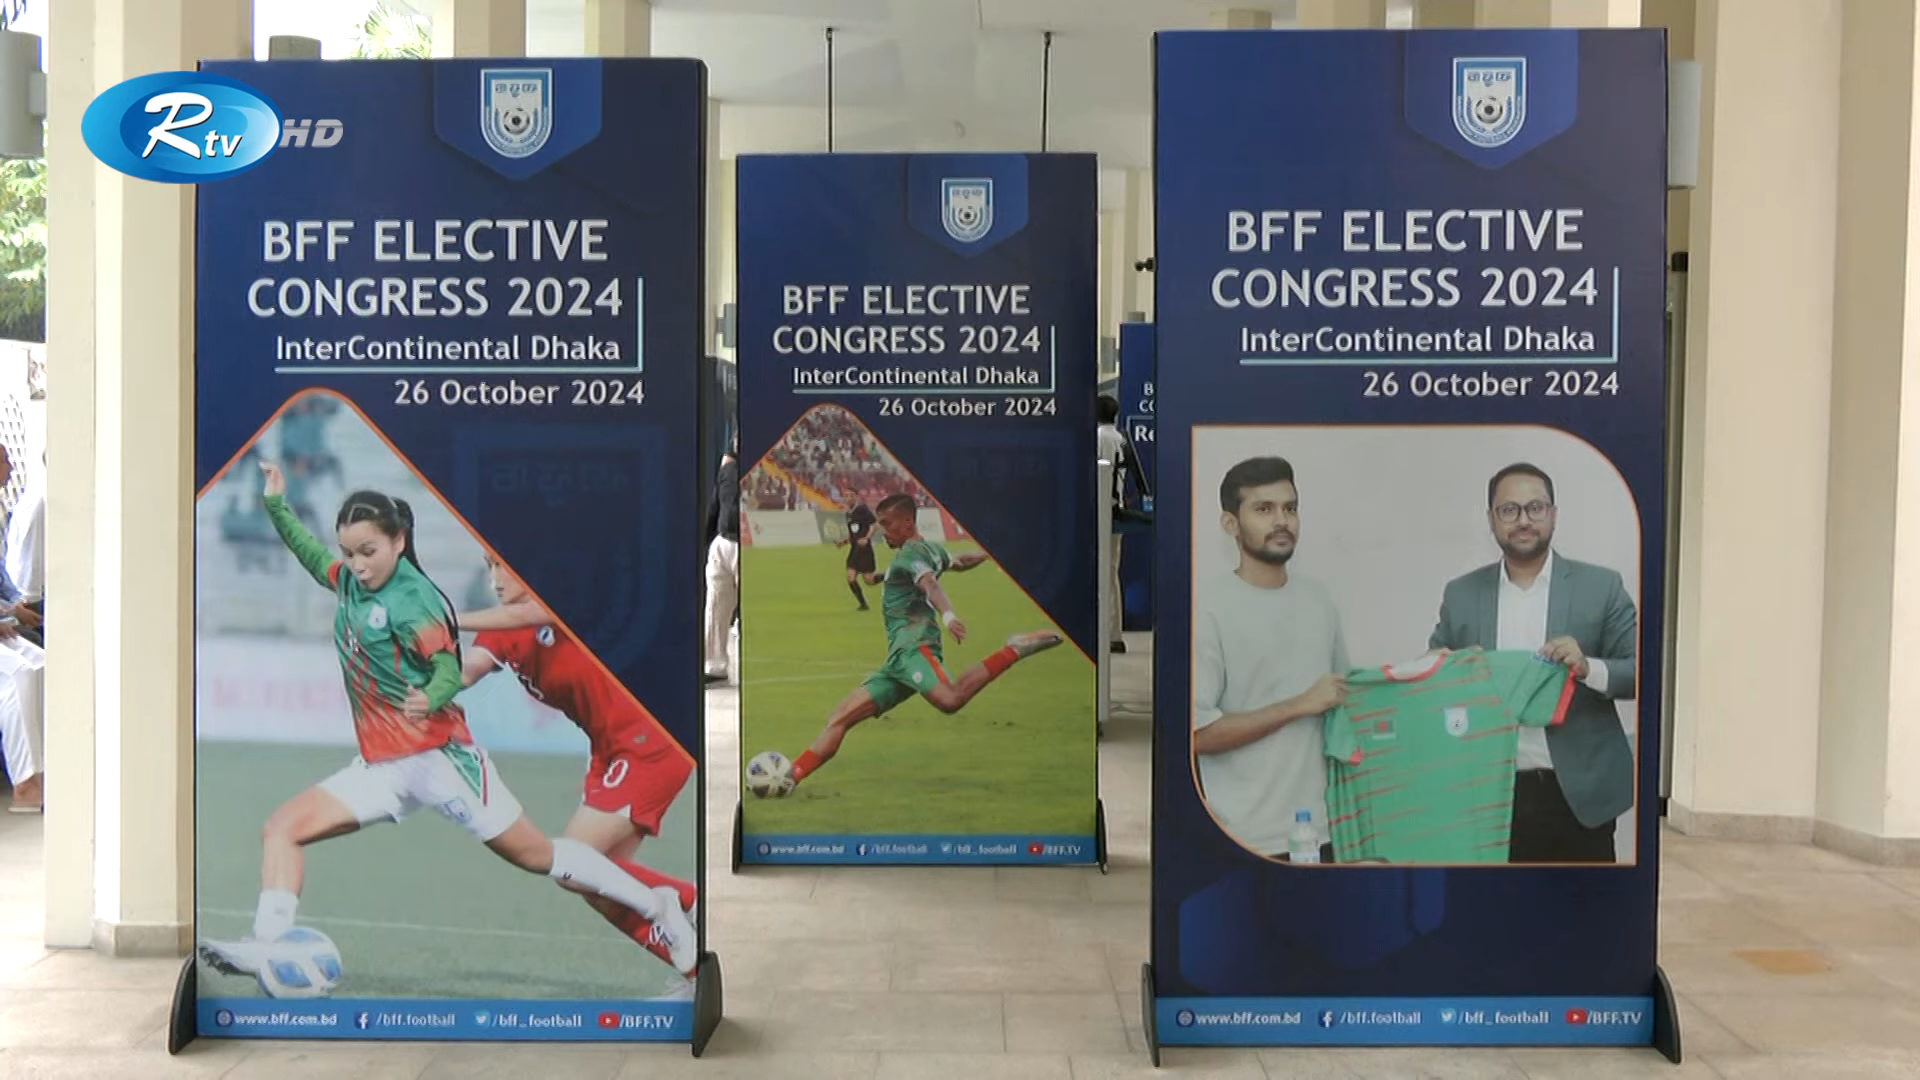 Rtv HD
বাফুফে
BFF ELECTIVE
CONGRESS 2024
InterContinental Dhaka
26 October 2024
0
www.bff.com.bd /bff.football /bff_football /BFF.TV
বাফুফে
BFF ELECTIVE
CONGRESS 2024
InterContinental Dhaka
26 October 2024
www.bff.com.bd /bff.football /bff_football /BFF.TV
বাফুফে
BFF ELECTIVE
CONGRESS 2024
InterContinental Dhaka
26 October 2024
www.bff.com.bd /bff.football /bff_football /BFF.TV